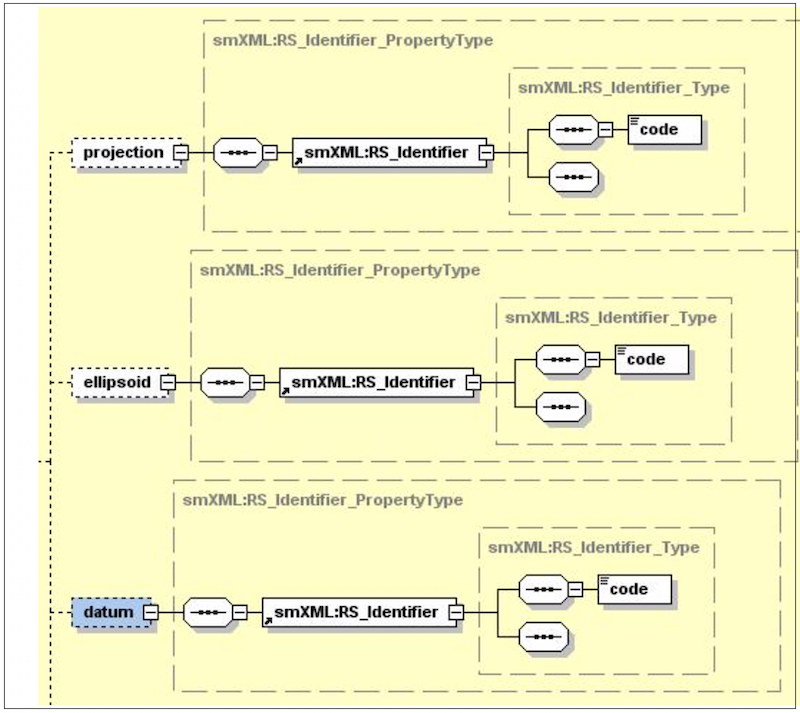 smXML:RS_Identifier_PropertyType
smXML:RS_Identifier_Type
code
projection
smXML:RS_Identifier
smXML:RS_Identifier_PropertyType
smXML:RS_Identifier_Type
code
ellipsoid
smXML:RS_Identifier
smXML:RS_Identifier_PropertyType
smXML:RS_Identifier_Type
code
datum
smXML:RS_Identifier